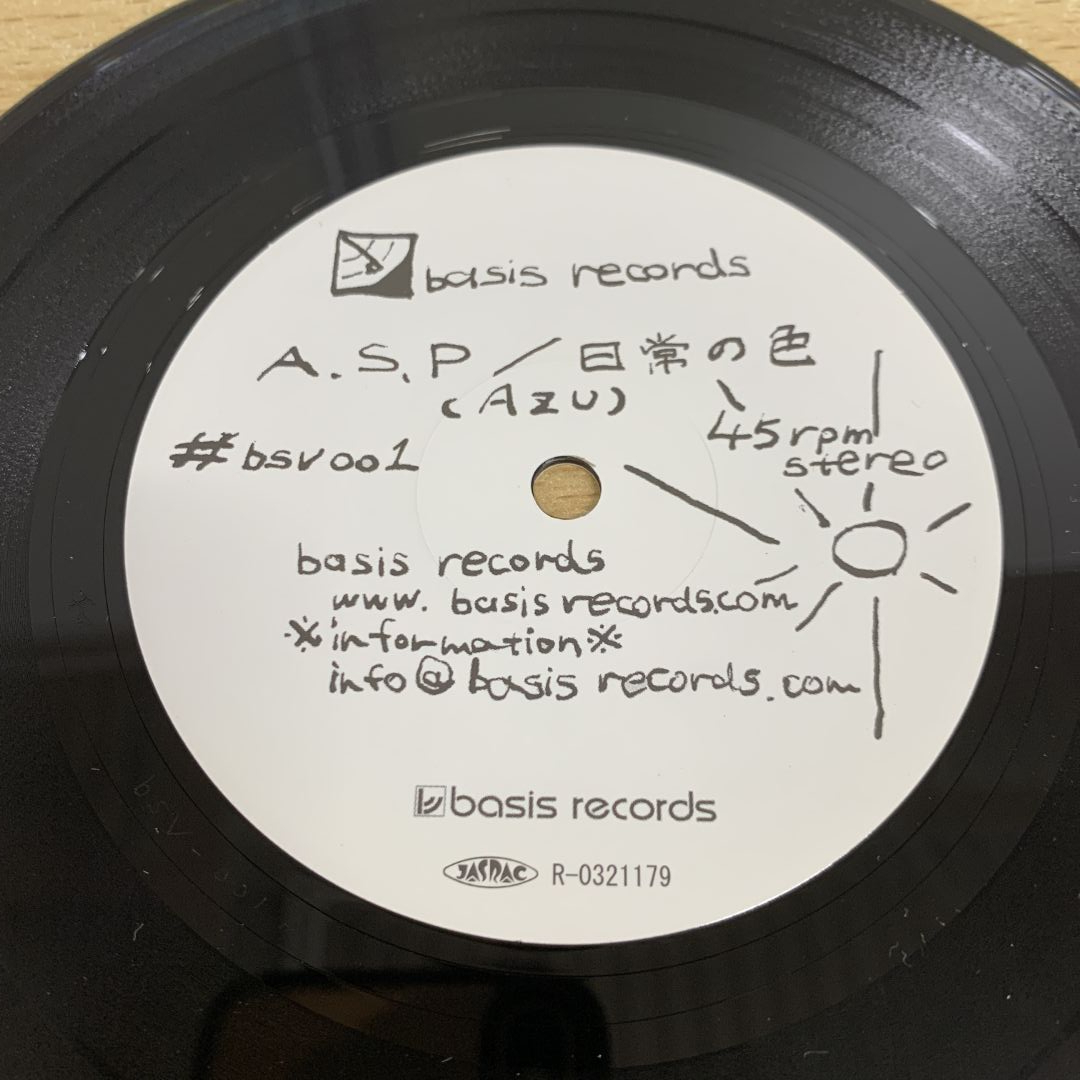 basis records
A.S.P／日常の色
(AZU)
45rpm
stereo
#bsv001
basis records
www.basisrecords.com
※information※
info@basisrecords.com
basis records
JASRAC R-0321179